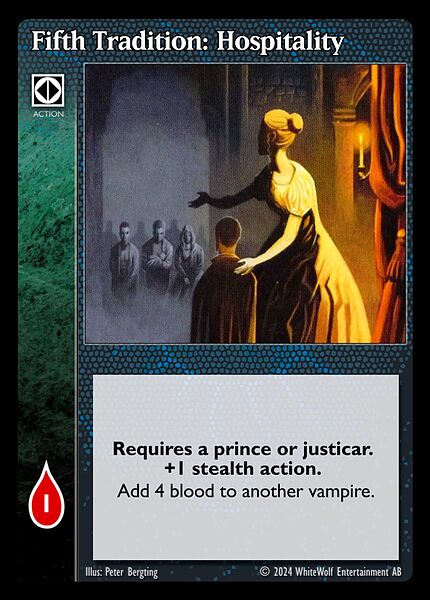 Fifth Tradition: Hospitality
ACTION
Requires a prince or justicar.
+1 stealth action.
Add 4 blood to another vampire.
1
Illus: Peter Bergting © 2024 WhiteWolf Entertainment AB